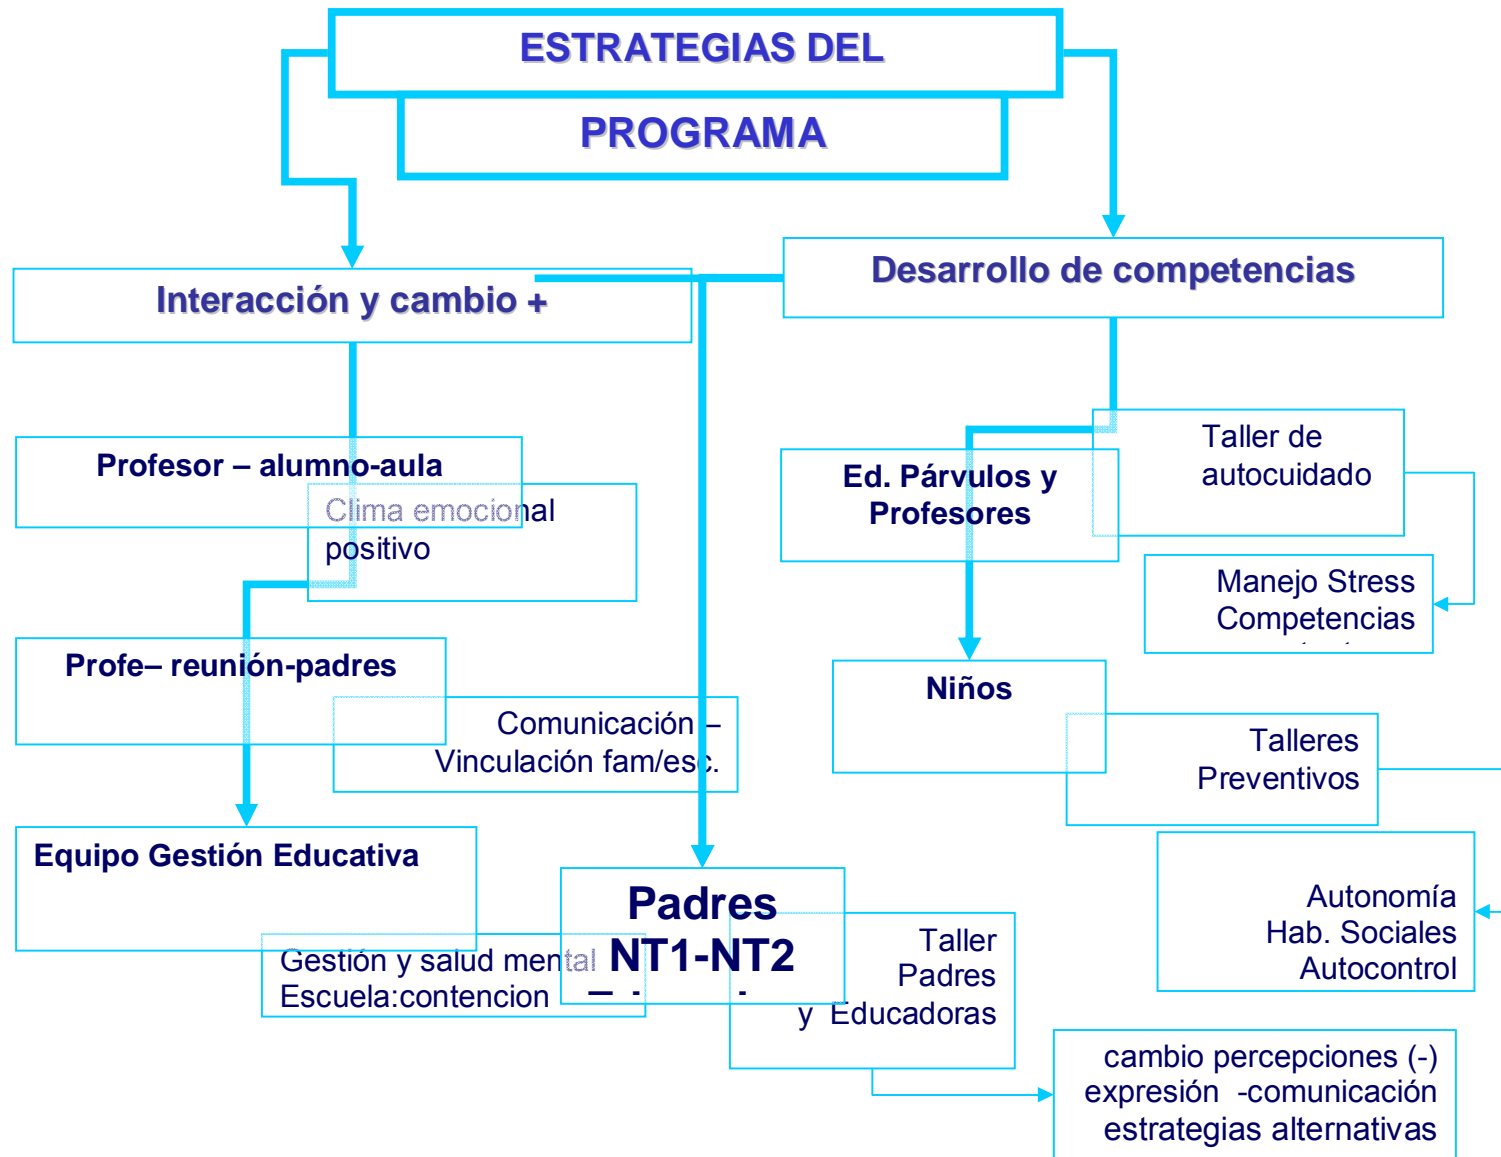 ESTRATEGIAS DEL
PROGRAMA
Interacción y cambio +
Desarrollo de competencias
Profesor – alumno-aula
Clima emocional
positivo
Profe– reunión-padres
Comunicación –
Vinculación fam/esc.
Equipo Gestión Educativa
Gestión y salud mental
Escuela:contencion
Padres
NT1-NT2
Taller
Padres
y Educadoras
cambio percepciones (-)
expresión -comunicación
estrategias alternativas
Ed. Párvulos y
Profesores
Taller de
autocuidado
Manejo Stress
Competencias
Niños
Talleres
Preventivos
Autonomía
Hab. Sociales
Autocontrol